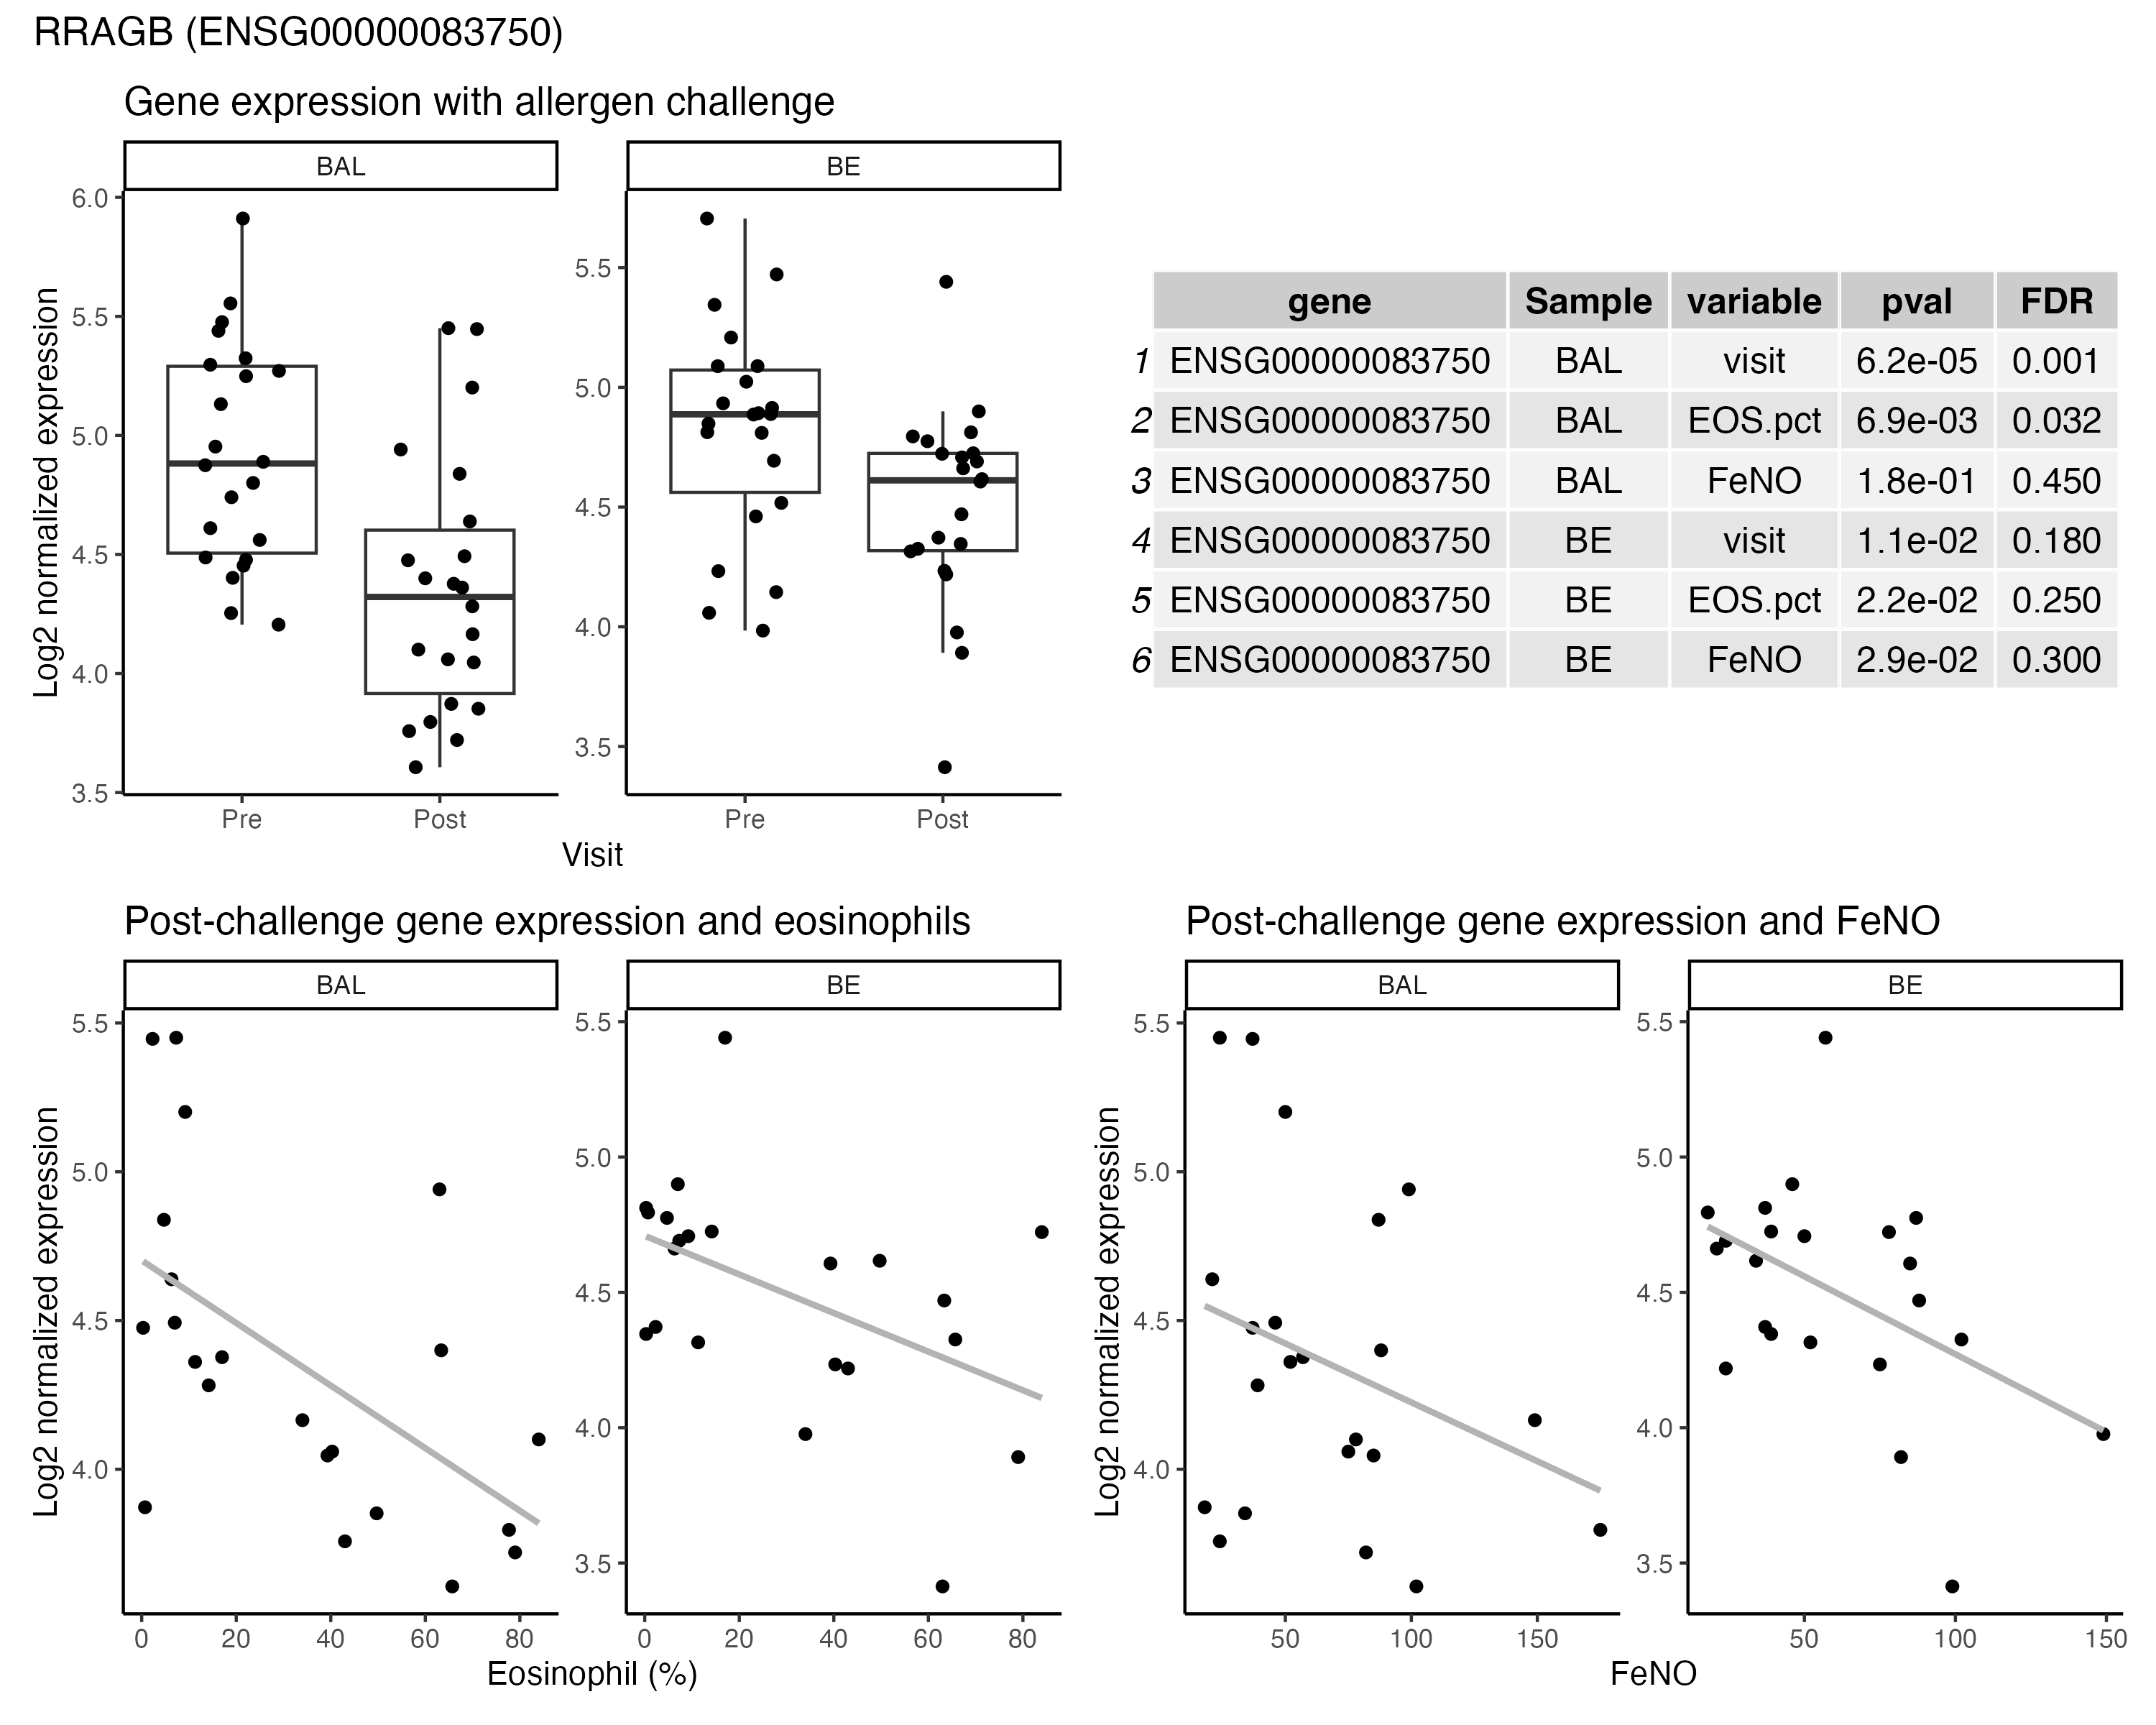 RRAGB (ENSG00000083750)
Gene expression with allergen challenge
BAL
BE
Log2 normalized expression
6.0
5.5
5.0
4.5
4.0
3.5
5.5
5.0
4.5
4.0
3.5
Pre
Post
Pre
Post
Visit
gene Sample variable pval FDR
1 ENSG00000083750 BAL visit 6.2e-05 0.001
2 ENSG00000083750 BAL EOS.pct 6.9e-03 0.032
3 ENSG00000083750 BAL FeNO 1.8e-01 0.450
4 ENSG00000083750 BE visit 1.1e-02 0.180
5 ENSG00000083750 BE EOS.pct 2.2e-02 0.250
6 ENSG00000083750 BE FeNO 2.9e-02 0.300
Post-challenge gene expression and eosinophils
BAL
BE
Log2 normalized expression
5.5
5.0
4.5
4.0
5.5
5.0
4.5
4.0
3.5
0 20 40 60 80
0 20 40 60 80
Eosinophil (%)
Post-challenge gene expression and FeNO
BAL
BE
Log2 normalized expression
5.5
5.0
4.5
4.0
5.5
5.0
4.5
4.0
3.5
50 100 150
50 100 150
FeNO